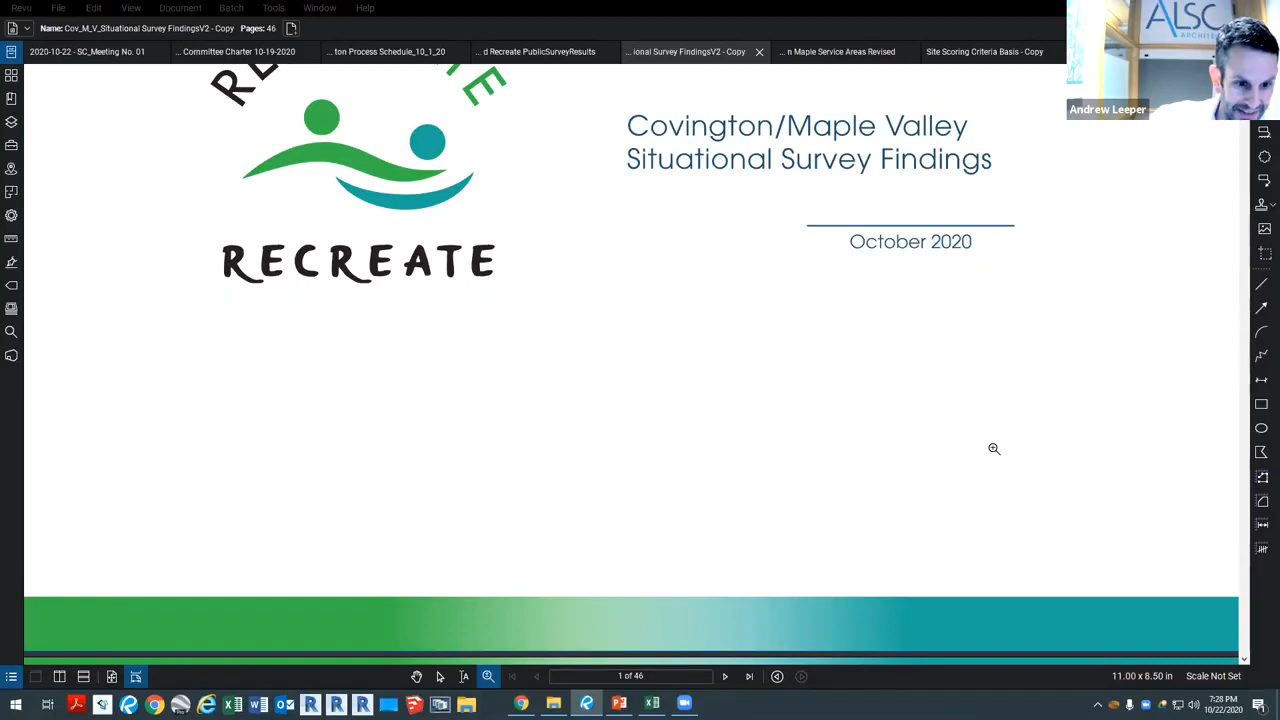 Revu File Edit View Document Batch Tools Window Help
Name: Cov_M_V_Situational Survey FindingsV2 - Copy Pages: 46
2020-10-22 - SC_Meeting No. 01
... Committee Charter 10-19-2020
... ton Process Schedule_10_1_20
... d Recreate PublicSurveyResults
... ional Survey FindingsV2 - Copy
... n Maple Service Areas Revised
Site Scoring Criteria Basis - Copy
ALSC
ARCHITE
Andrew Leeper
RECREATE
Covington/Maple Valley
Situational Survey Findings
October 2020
1 of 46
11.00 x 8.50 in
Scale Not Set
7:28 PM
10/22/2020